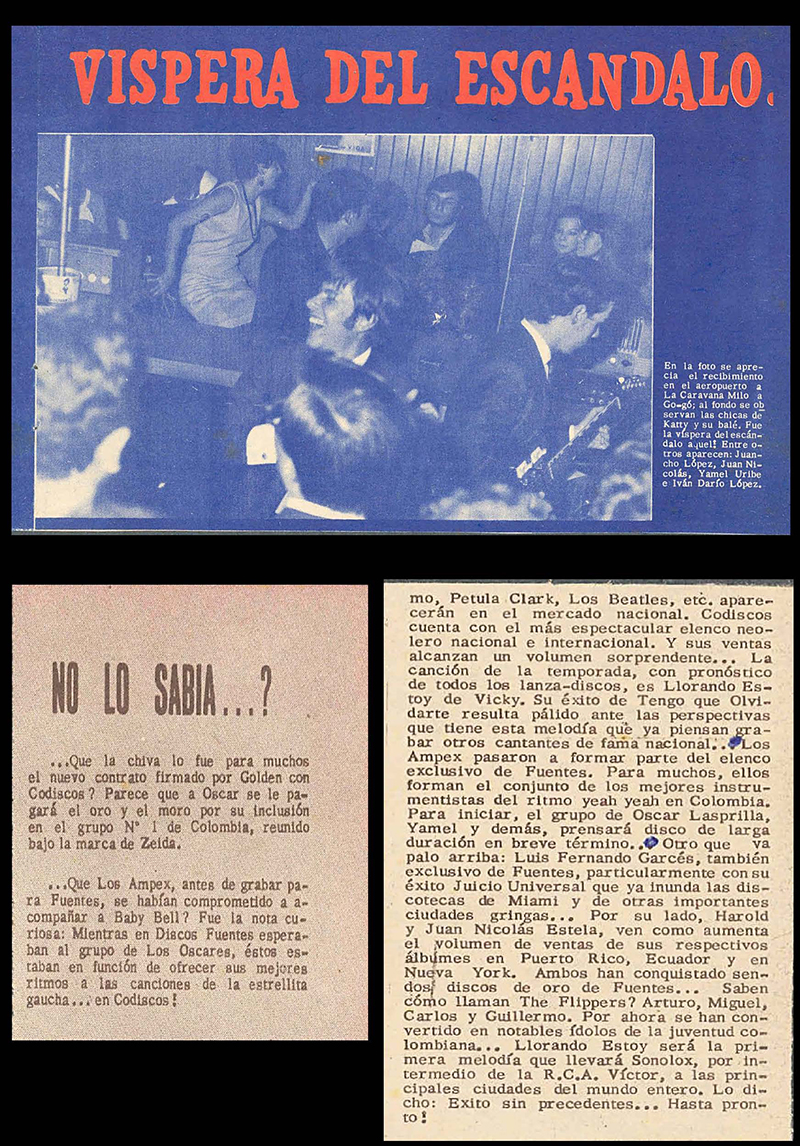 VISPERA DEL ESCANDALO.
En la foto se apre-
cia el recibimiento
en el aeropuerto a
La Caravana Milo a
Go-gó; al fondo se ob
servan las chicas de
Katty y su balé. Fue
la víspera del escán-
dalo aquel! Entre o-
tros aparecen: Juan-
cho López, Juan Ni-
colás, Yamel Uribe
e Iván Darío López.
NO LO SABIA...?
...Que la chiva lo fue para muchos
el nuevo contrato firmado por Golden con
Codiscos? Parece que a Oscar se le pa-
gará el oro y el moro por su inclusión
en el grupo Nº 1 de Colombia, reunido
bajo la marca de Zeida.
...Que Los Ampex, antes de grabar pa-
ra Fuentes, se habían comprometido a a-
compañar a Baby Bell? Fue la nota cu-
riosa: Mientras en Discos Fuentes espera-
ban al grupo de Los Oscares, éstos es-
taban en función de ofrecer sus mejores
ritmos a las canciones de la estrellita
gaucha... en Codiscos!
mo, Petula Clark, Los Beatles, etc. apare-
cerán en el mercado nacional. Codiscos
cuenta con el más espectacular elenco neo-
lero nacional e internacional. Y sus ventas
alcanzan un volumen sorprendente... La
canción de la temporada, con pronóstico
de todos los lanza-discos, es Llorando Es-
toy de Vicky. Su éxito de Tengo que Olvi-
darte resulta pálido ante las perspectivas
que tiene esta melodía que ya piensan gra-
bar otros cantantes de fama nacional... Los
Ampex pasaron a formar parte del elenco
exclusivo de Fuentes. Para muchos, ellos
forman el conjunto de los mejores instru-
mentistas del ritmo yeah yeah en Colombia.
Para iniciar, el grupo de Oscar Lasprilla,
Yamel y demás, prensará disco de larga
duración en breve término... Otro que va
palo arriba: Luis Fernando Garcés, también
exclusivo de Fuentes, particularmente con su
éxito Juicio Universal que ya inunda las dis-
cotecas de Miami y de otras importantes
ciudades gringas... Por su lado, Harold
y Juan Nicolás Estela, ven como aumenta
el volumen de ventas de sus respectivos
álbumes en Puerto Rico, Ecuador y en
Nueva York. Ambos han conquistado sen-
dos discos de oro de Fuentes... Saben
cómo llaman The Flippers? Arturo, Miguel,
Carlos y Guillermo. Por ahora se han con-
vertido en notables ídolos de la juventud co-
lombiana... Llorando Estoy será la pri-
mera melodía que llevará Sonolox, por in-
termedio de la R.C.A. Víctor, a las prin-
cipales ciudades del mundo entero. Lo di-
cho: Exito sin precedentes... Hasta pron-
to!